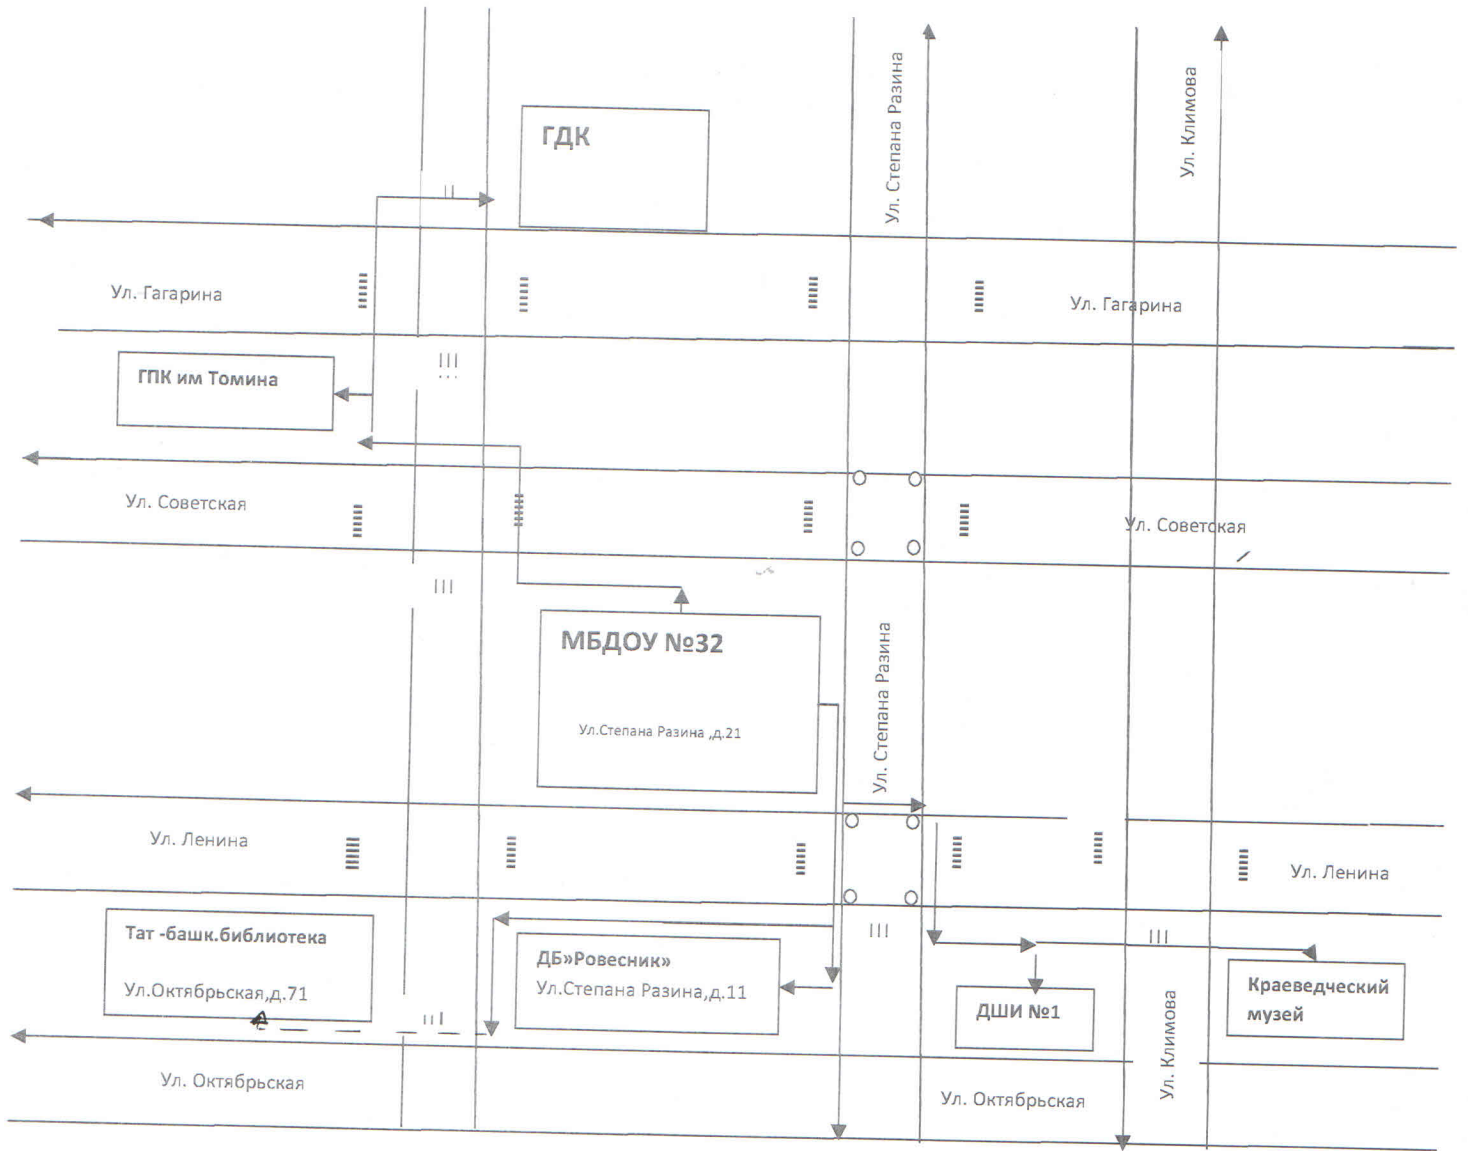 ГДК
Ул. Степана Разина
Ул. Климова
Ул. Гагарина
Ул. Гагарина
ГПК им Томина
Ул. Советская
Ул. Советская
МБДОУ №32
Ул.Степана Разина ,д.21
Ул. Степана Разина
Ул. Ленина
Ул. Ленина
Тат -башк.библиотека
Ул.Октябрьская,д.71
ДБ»Ровесник»
Ул.Степана Разина,д.11
ДШИ №1
Краеведческий
музей
Ул. Климова
Ул. Октябрьская
Ул. Октябрьская